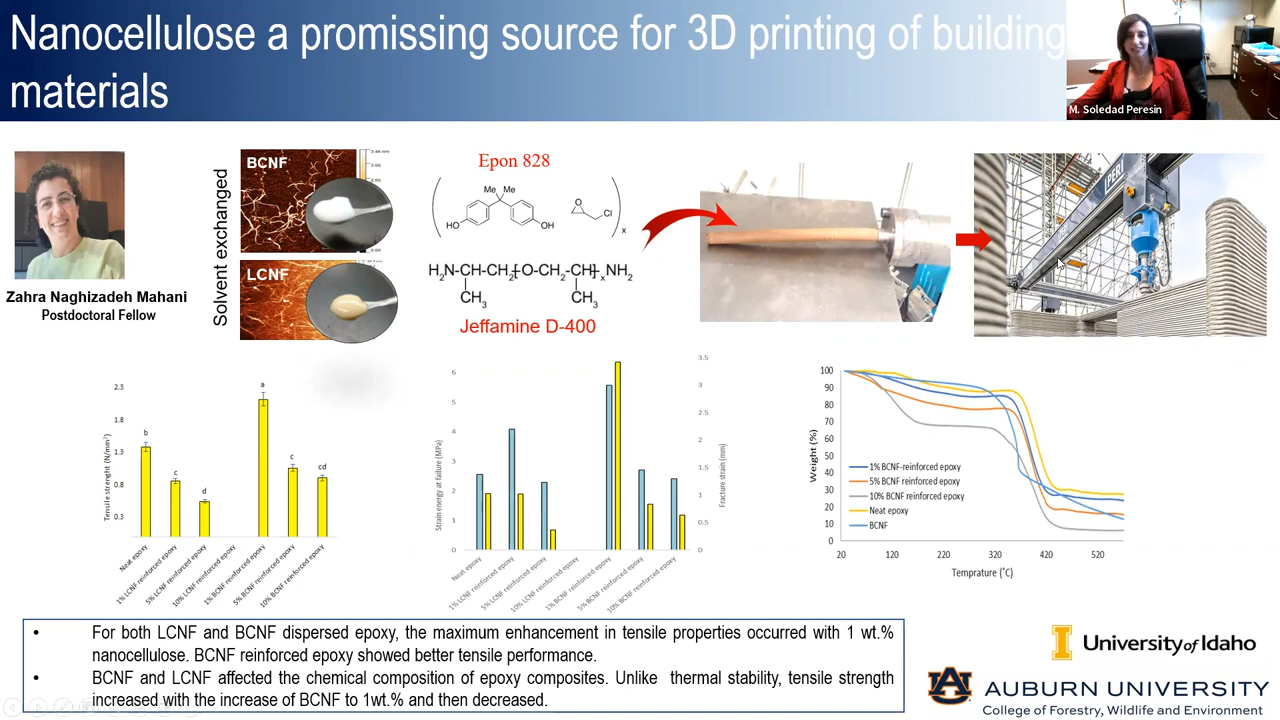 Nanocellulose a promissing source for 3D printing of building
materials
M. Soledad Peresin
Zahra Naghizadeh Mahani
Postdoctoral Fellow
Solvent exchanged
BCNF
LCNF
Epon 828
Me Me
HO
OH
O
Cl
x
H₂N-CH-CH₂-O-CH₂-CH-xNH₂
CH₃
CH₃
Jeffamine D-400
PERI
Tensile strenght (N/mm²)
2.3
1.8
1.3
0.8
0.3
b
c
d
a
c
cd
Neat epoxy
1% LCNF reinforced epoxy
5% LCNF reinforced epoxy
10% LCNF reinforced epoxy
1% BCNF reinforced epoxy
5% BCNF reinforced epoxy
10% BCNF reinforced epoxy
Strain energy at failure (MPa)
6
5
4
3
2
1
0
Fracture strain (mm)
3.5
3
2.5
2
1.5
1
0.5
0
Neat epoxy
1% LCNF reinforced epoxy
5% LCNF reinforced epoxy
10% LCNF reinforced epoxy
1% BCNF reinforced epoxy
5% BCNF reinforced epoxy
10% BCNF reinforced epoxy
Weight (%)
100
90
80
70
60
50
40
30
20
10
0
1% BCNF-reinforced epoxy
5% BCNF reinforced epoxy
10% BCNF reinforced epoxy
Neat epoxy
BCNF
20 120 220 320 420 520
Temprature (˚C)
• For both LCNF and BCNF dispersed epoxy, the maximum enhancement in tensile properties occurred with 1 wt.%
nanocellulose. BCNF reinforced epoxy showed better tensile performance.
• BCNF and LCNF affected the chemical composition of epoxy composites. Unlike thermal stability, tensile strength
increased with the increase of BCNF to 1wt.% and then decreased.
I University of Idaho
AU AUBURN UNIVERSITY
College of Forestry, Wildlife and Environment